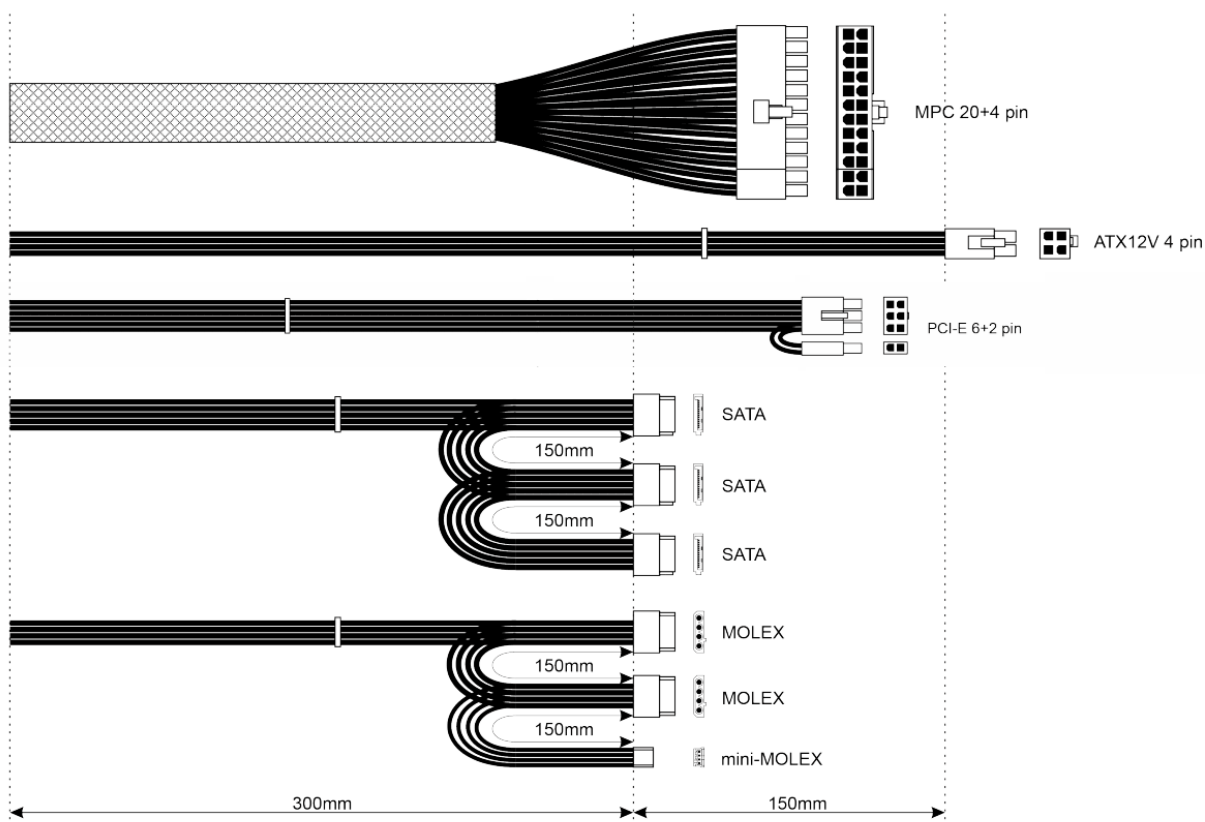 MPC 20+4 pin
ATX12V 4 pin
PCI-E 6+2 pin
SATA
150mm
SATA
150mm
SATA
MOLEX
150mm
MOLEX
150mm
mini-MOLEX
300mm
150mm